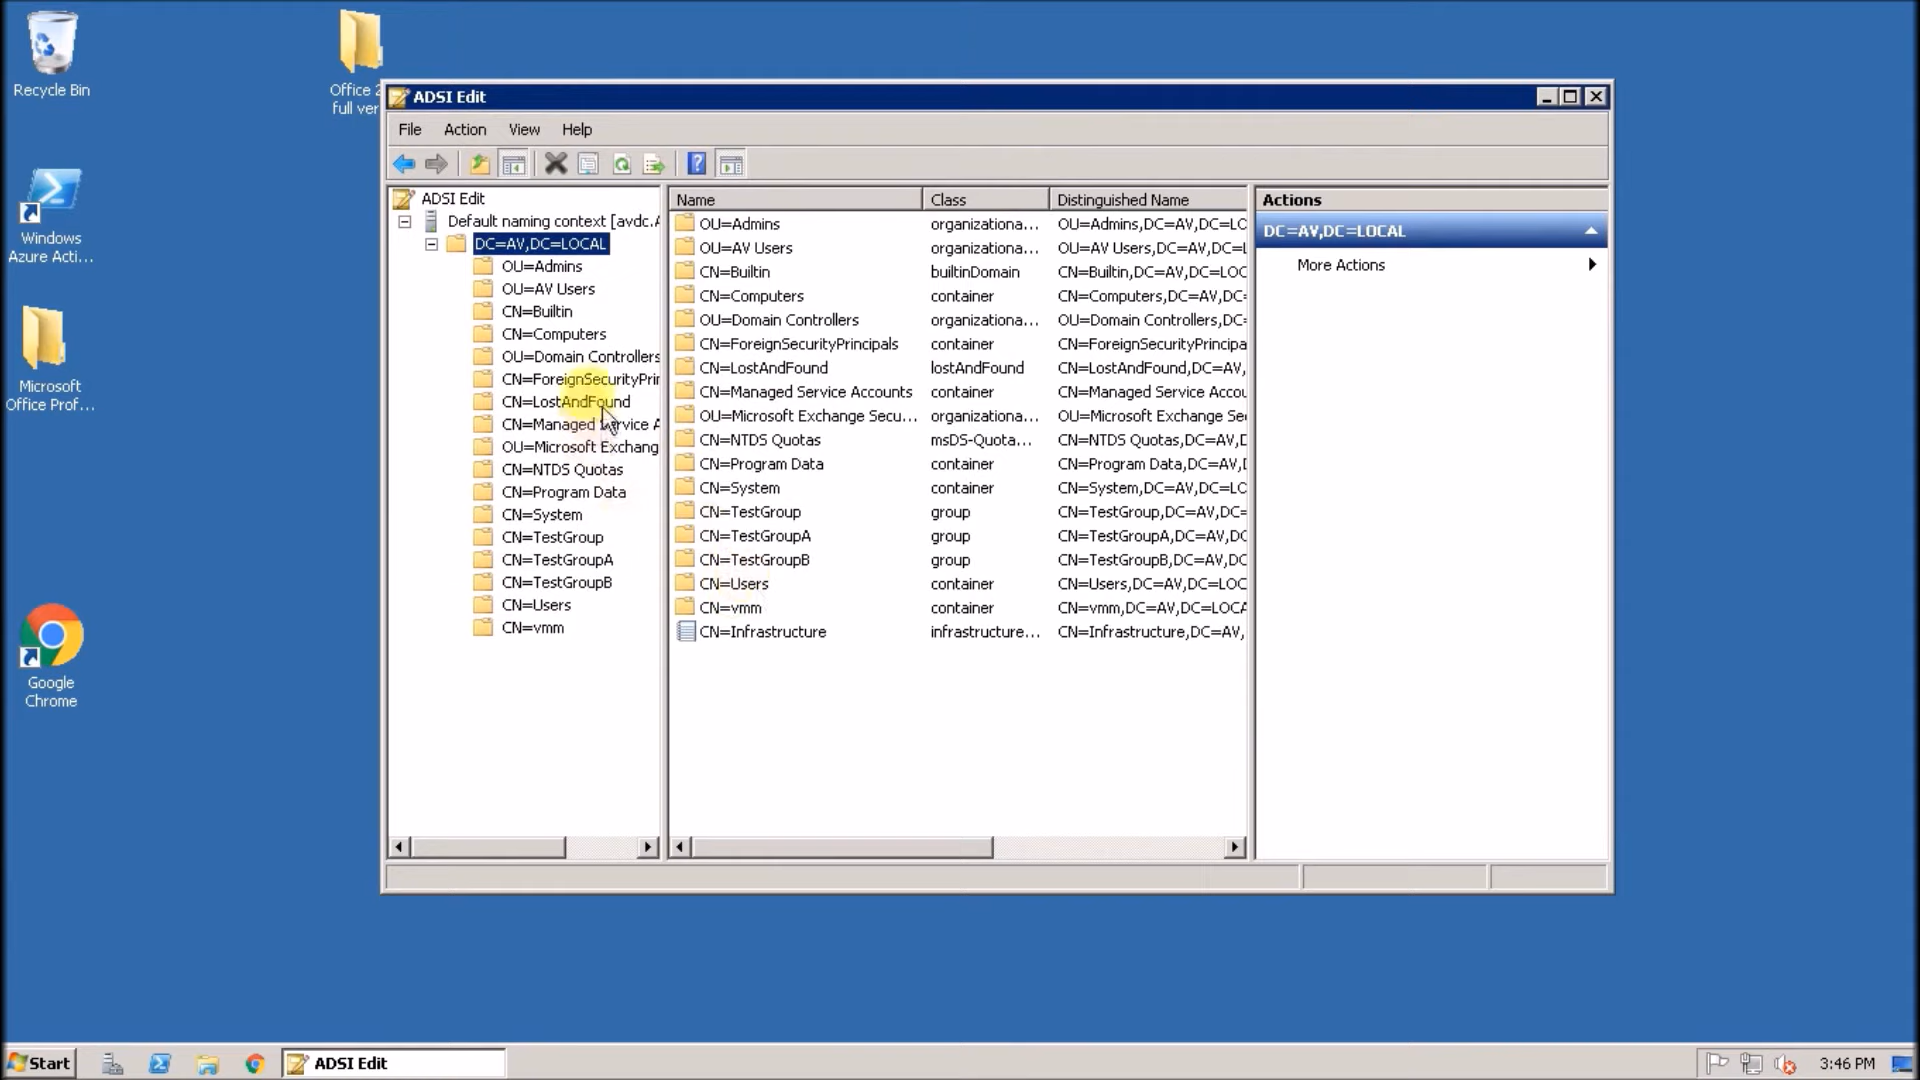 Recycle Bin
Office 2
full ver
Windows
Azure Acti...
Microsoft
Office Prof...
Google
Chrome
ADSI Edit
File Action View Help
ADSI Edit
Default naming context [avdc.A
DC=AV,DC=LOCAL
OU=Admins
OU=AV Users
CN=Builtin
CN=Computers
OU=Domain Controllers
CN=ForeignSecurityPrin
CN=LostAndFound
CN=Managed Service A
OU=Microsoft Exchang
CN=NTDS Quotas
CN=Program Data
CN=System
CN=TestGroup
CN=TestGroupA
CN=TestGroupB
CN=Users
CN=vmm
Name Class Distinguished Name
OU=Admins organizationa... OU=Admins,DC=AV,DC=LO
OU=AV Users organizationa... OU=AV Users,DC=AV,DC=L
CN=Builtin builtinDomain CN=Builtin,DC=AV,DC=LOC
CN=Computers container CN=Computers,DC=AV,DC=
OU=Domain Controllers organizationa... OU=Domain Controllers,DC=
CN=ForeignSecurityPrincipals container CN=ForeignSecurityPrincipa
CN=LostAndFound lostAndFound CN=LostAndFound,DC=AV,
CN=Managed Service Accounts container CN=Managed Service Accou
OU=Microsoft Exchange Secu... organizationa... OU=Microsoft Exchange Se
CN=NTDS Quotas msDS-Quota... CN=NTDS Quotas,DC=AV,D
CN=Program Data container CN=Program Data,DC=AV,D
CN=System container CN=System,DC=AV,DC=LO
CN=TestGroup group CN=TestGroup,DC=AV,DC=
CN=TestGroupA group CN=TestGroupA,DC=AV,DC
CN=TestGroupB group CN=TestGroupB,DC=AV,DC
CN=Users container CN=Users,DC=AV,DC=LOC
CN=vmm container CN=vmm,DC=AV,DC=LOCA
CN=Infrastructure infrastructure... CN=Infrastructure,DC=AV,
Actions
DC=AV,DC=LOCAL
More Actions
Start
ADSI Edit
3:46 PM